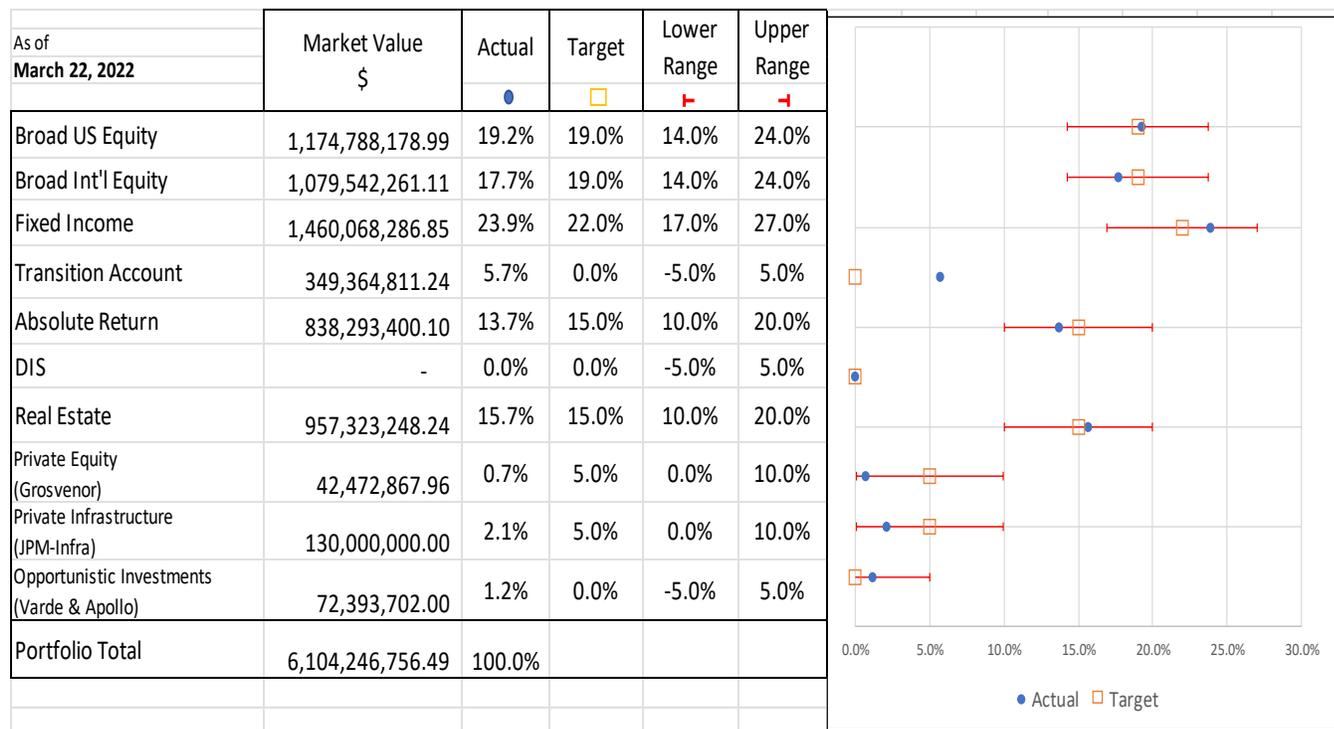 As of
March 22, 2022
Market Value
$
Actual
Target
Lower
Range
Upper
Range
Broad US Equity 1,174,788,178.99 19.2% 19.0% 14.0% 24.0%
Broad Int'l Equity 1,079,542,261.11 17.7% 19.0% 14.0% 24.0%
Fixed Income 1,460,068,286.85 23.9% 22.0% 17.0% 27.0%
Transition Account 349,364,811.24 5.7% 0.0% -5.0% 5.0%
Absolute Return 838,293,400.10 13.7% 15.0% 10.0% 20.0%
DIS - 0.0% 0.0% -5.0% 5.0%
Real Estate 957,323,248.24 15.7% 15.0% 10.0% 20.0%
Private Equity
(Grosvenor) 42,472,867.96 0.7% 5.0% 0.0% 10.0%
Private Infrastructure
(JPM-Infra) 130,000,000.00 2.1% 5.0% 0.0% 10.0%
Opportunistic Investments
(Varde & Apollo) 72,393,702.00 1.2% 0.0% -5.0% 5.0%
Portfolio Total 6,104,246,756.49 100.0%
0.0% 5.0% 10.0% 15.0% 20.0% 25.0% 30.0%
Actual Target